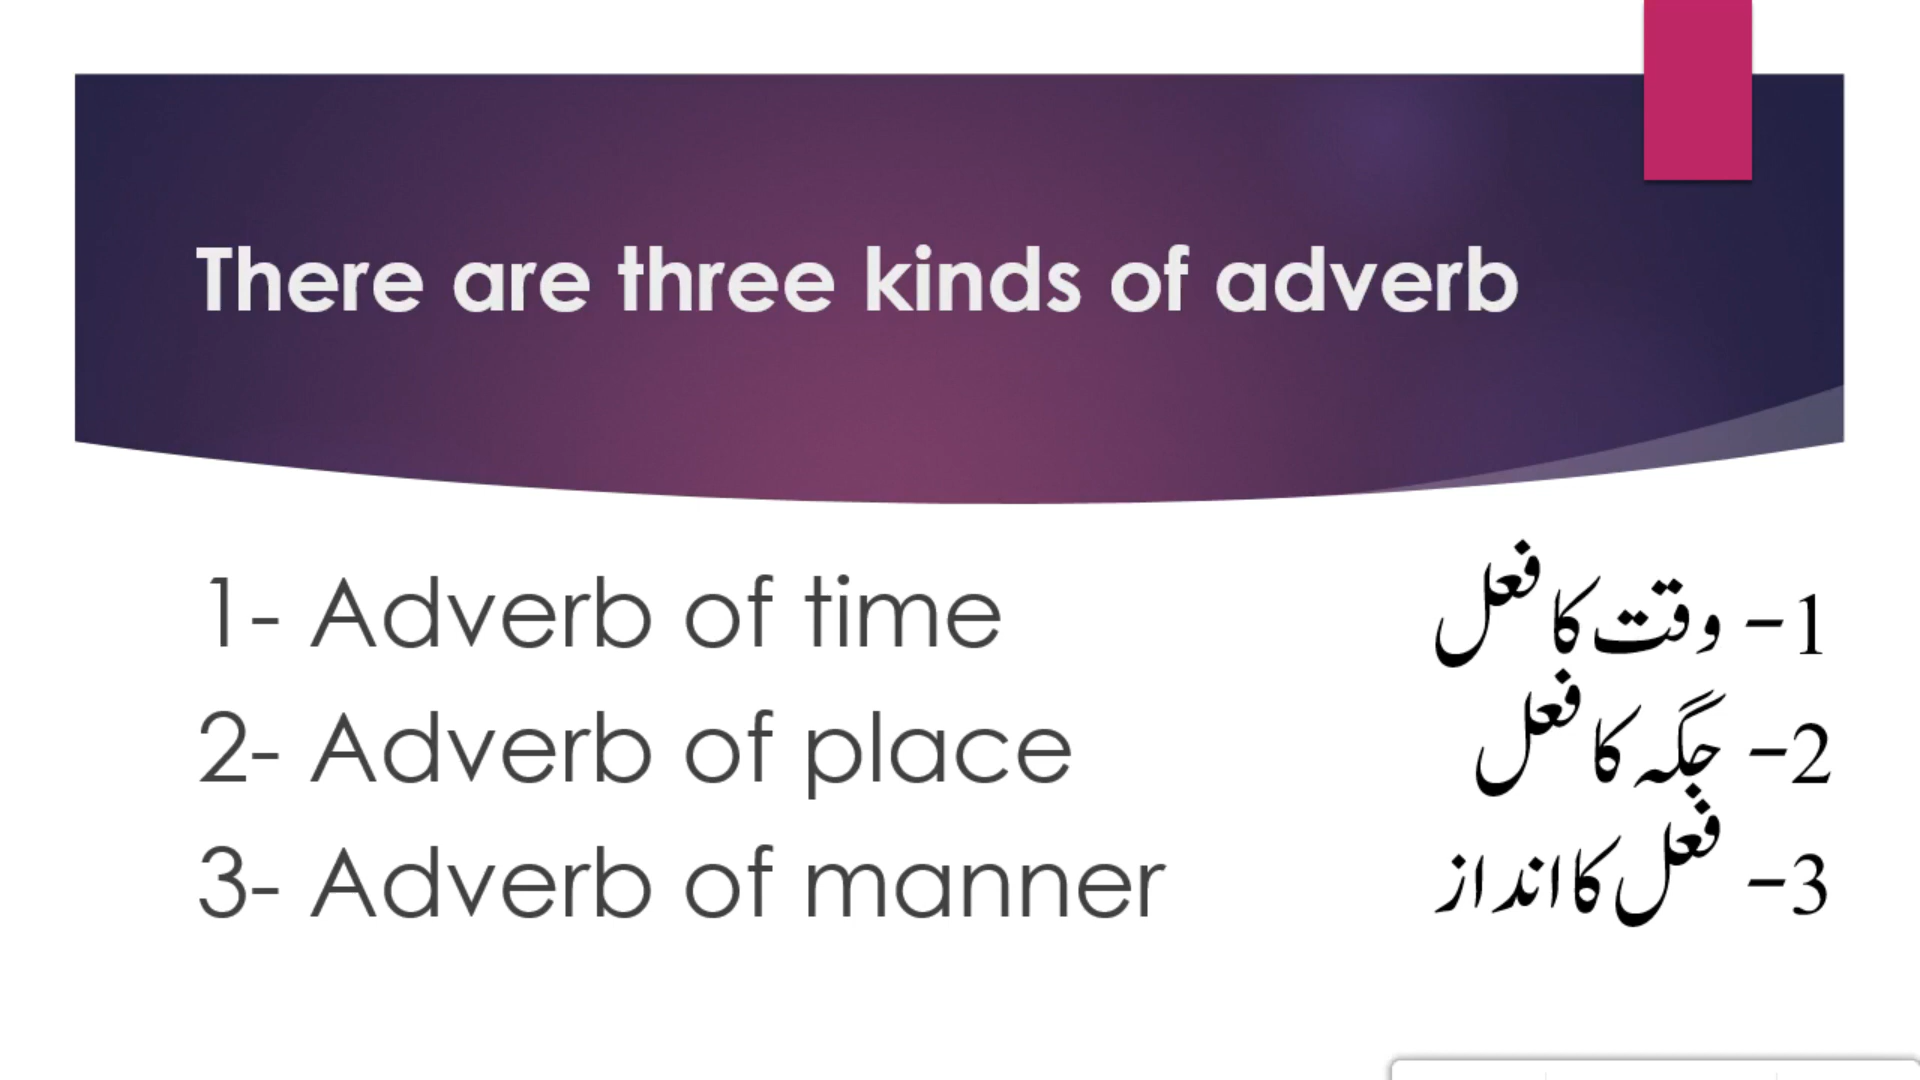 There are three kinds of adverb
1- Adverb of time
1- وقت کا فعل
2- Adverb of place
2- جگہ کا فعل
3- Adverb of manner
3- فعل کا انداز